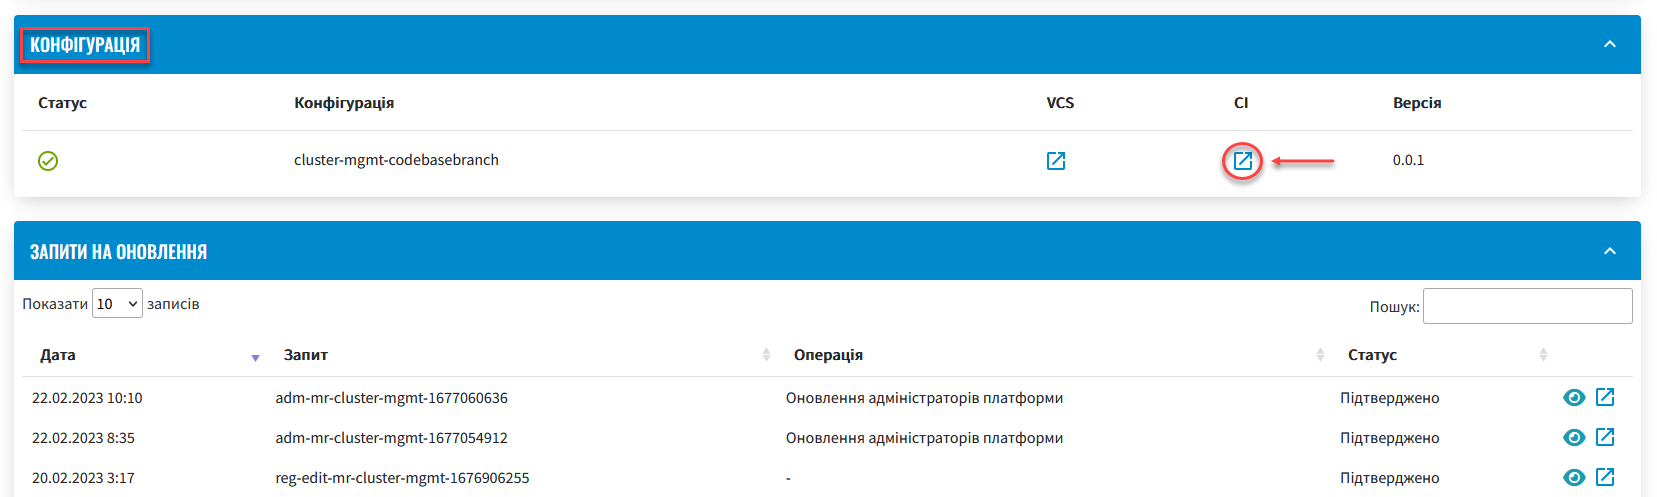 КОНФІГУРАЦІЯ
Статус Конфігурація VCS CI Версія
cluster-mgmt-codebasebranch 0.0.1
ЗАПИТИ НА ОНОВЛЕННЯ
Показати 10 записів Пошук:
Дата Запит Операція Статус
22.02.2023 10:10 adm-mr-cluster-mgmt-1677060636 Оновлення адміністраторів платформи Підтверджено
22.02.2023 8:35 adm-mr-cluster-mgmt-1677054912 Оновлення адміністраторів платформи Підтверджено
20.02.2023 3:17 reg-edit-mr-cluster-mgmt-1676906255 - Підтверджено